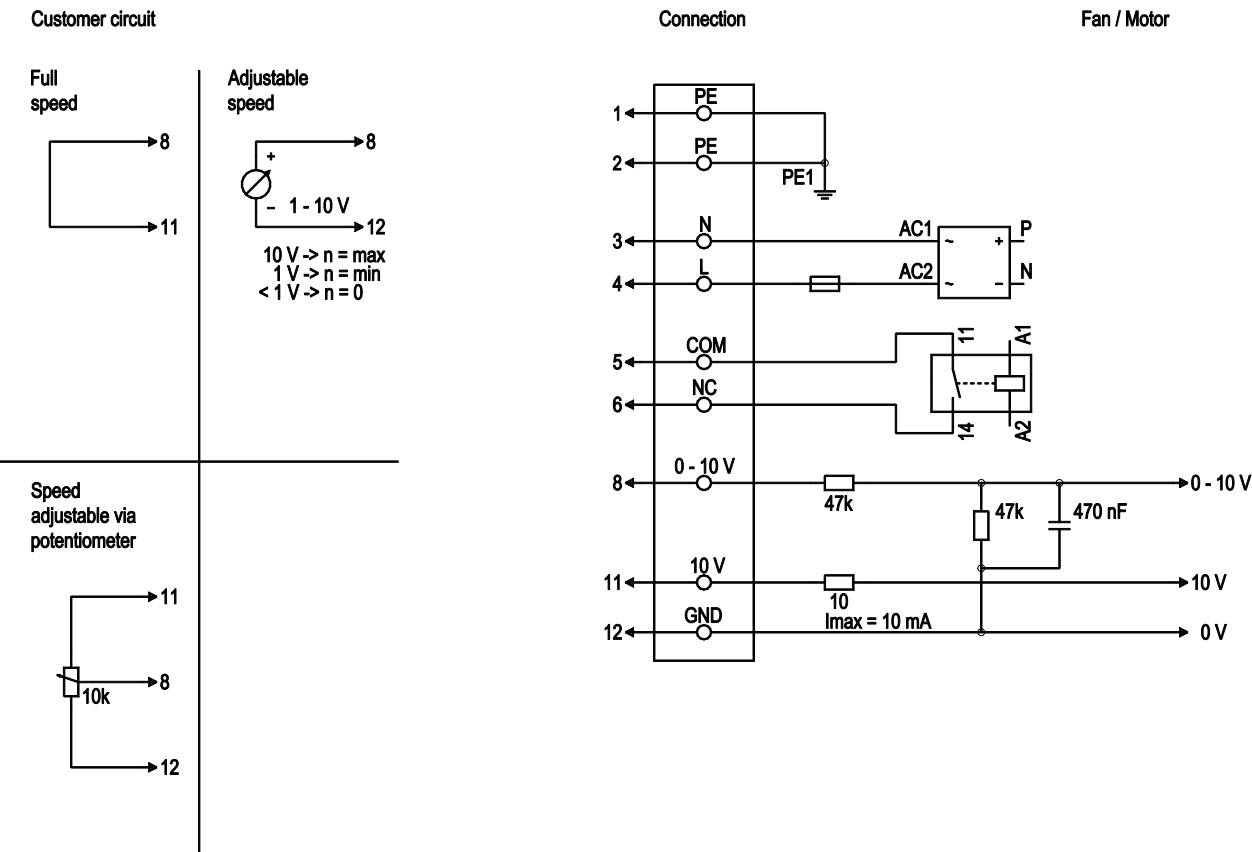 Customer circuit
Connection
Fan / Motor
Full
speed
8
11
Adjustable
speed
8
+
–
1 - 10 V
12
10 V -> n = max
1 V -> n = min
< 1 V -> n = 0
Speed
adjustable via
potentiometer
11
8
10k
12
1
PE
2
PE
PE1
3
N
AC1
~
+
P
4
L
AC2
~
–
N
5
COM
11
A1
6
NC
14
A2
8
0 - 10 V
47k
47k
470 nF
0 - 10 V
11
10 V
10
Imax = 10 mA
10 V
12
GND
0 V